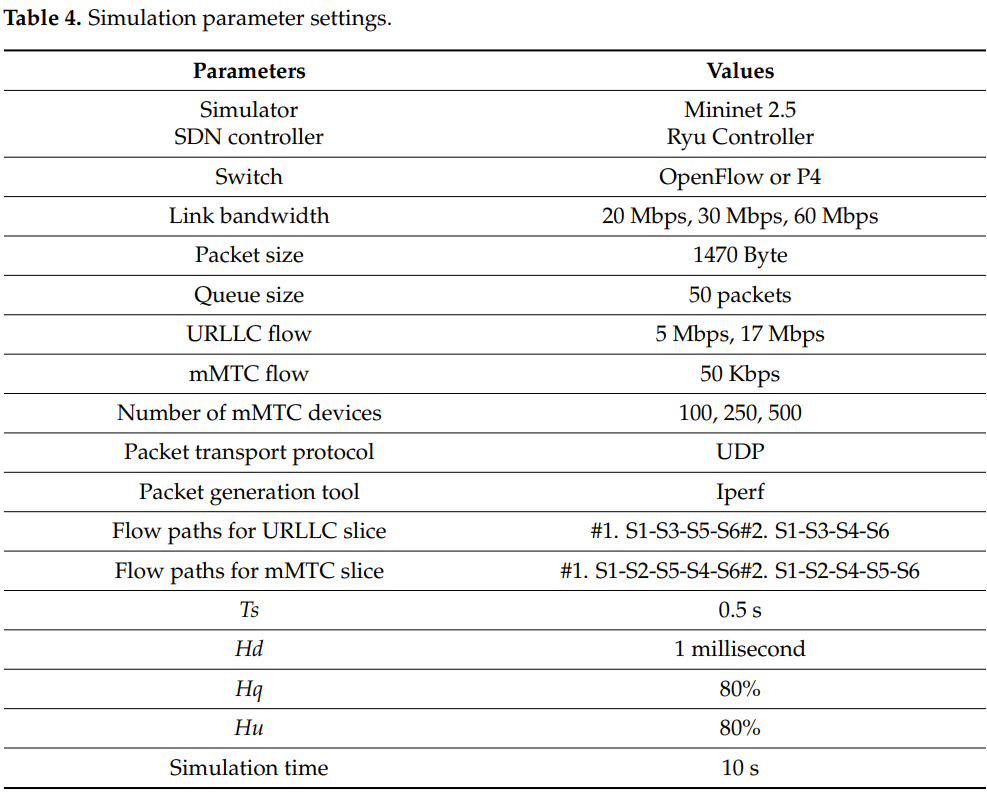 Table 4. Simulation parameter settings.
Parameters Values
Simulator Mininet 2.5
SDN controller Ryu Controller
Switch OpenFlow or P4
Link bandwidth 20 Mbps, 30 Mbps, 60 Mbps
Packet size 1470 Byte
Queue size 50 packets
URLLC flow 5 Mbps, 17 Mbps
mMTC flow 50 Kbps
Number of mMTC devices 100, 250, 500
Packet transport protocol UDP
Packet generation tool Iperf
Flow paths for URLLC slice #1. S1-S3-S5-S6#2. S1-S3-S4-S6
Flow paths for mMTC slice #1. S1-S2-S5-S4-S6#2. S1-S2-S4-S5-S6
Ts 0.5 s
Hd 1 millisecond
Hq 80%
Hu 80%
Simulation time 10 s